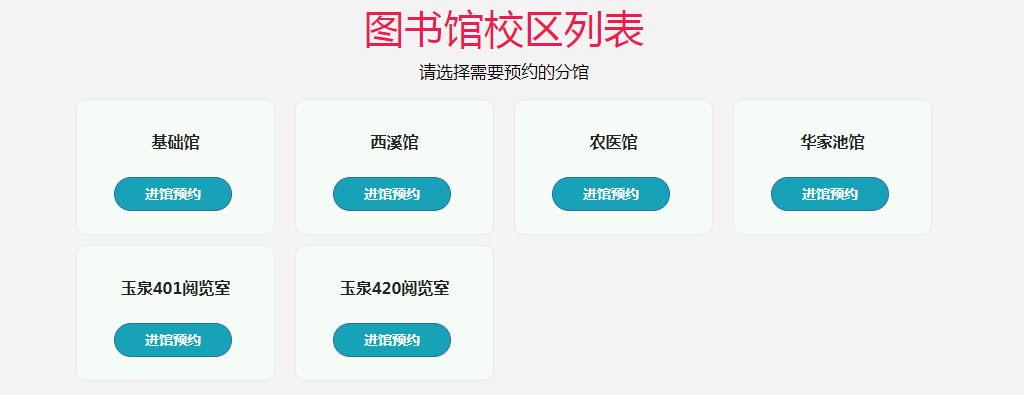 图书馆校区列表
请选择需要预约的分馆
基础馆
进馆预约
西溪馆
进馆预约
农医馆
进馆预约
华家池馆
进馆预约
玉泉401阅览室
进馆预约
玉泉420阅览室
进馆预约